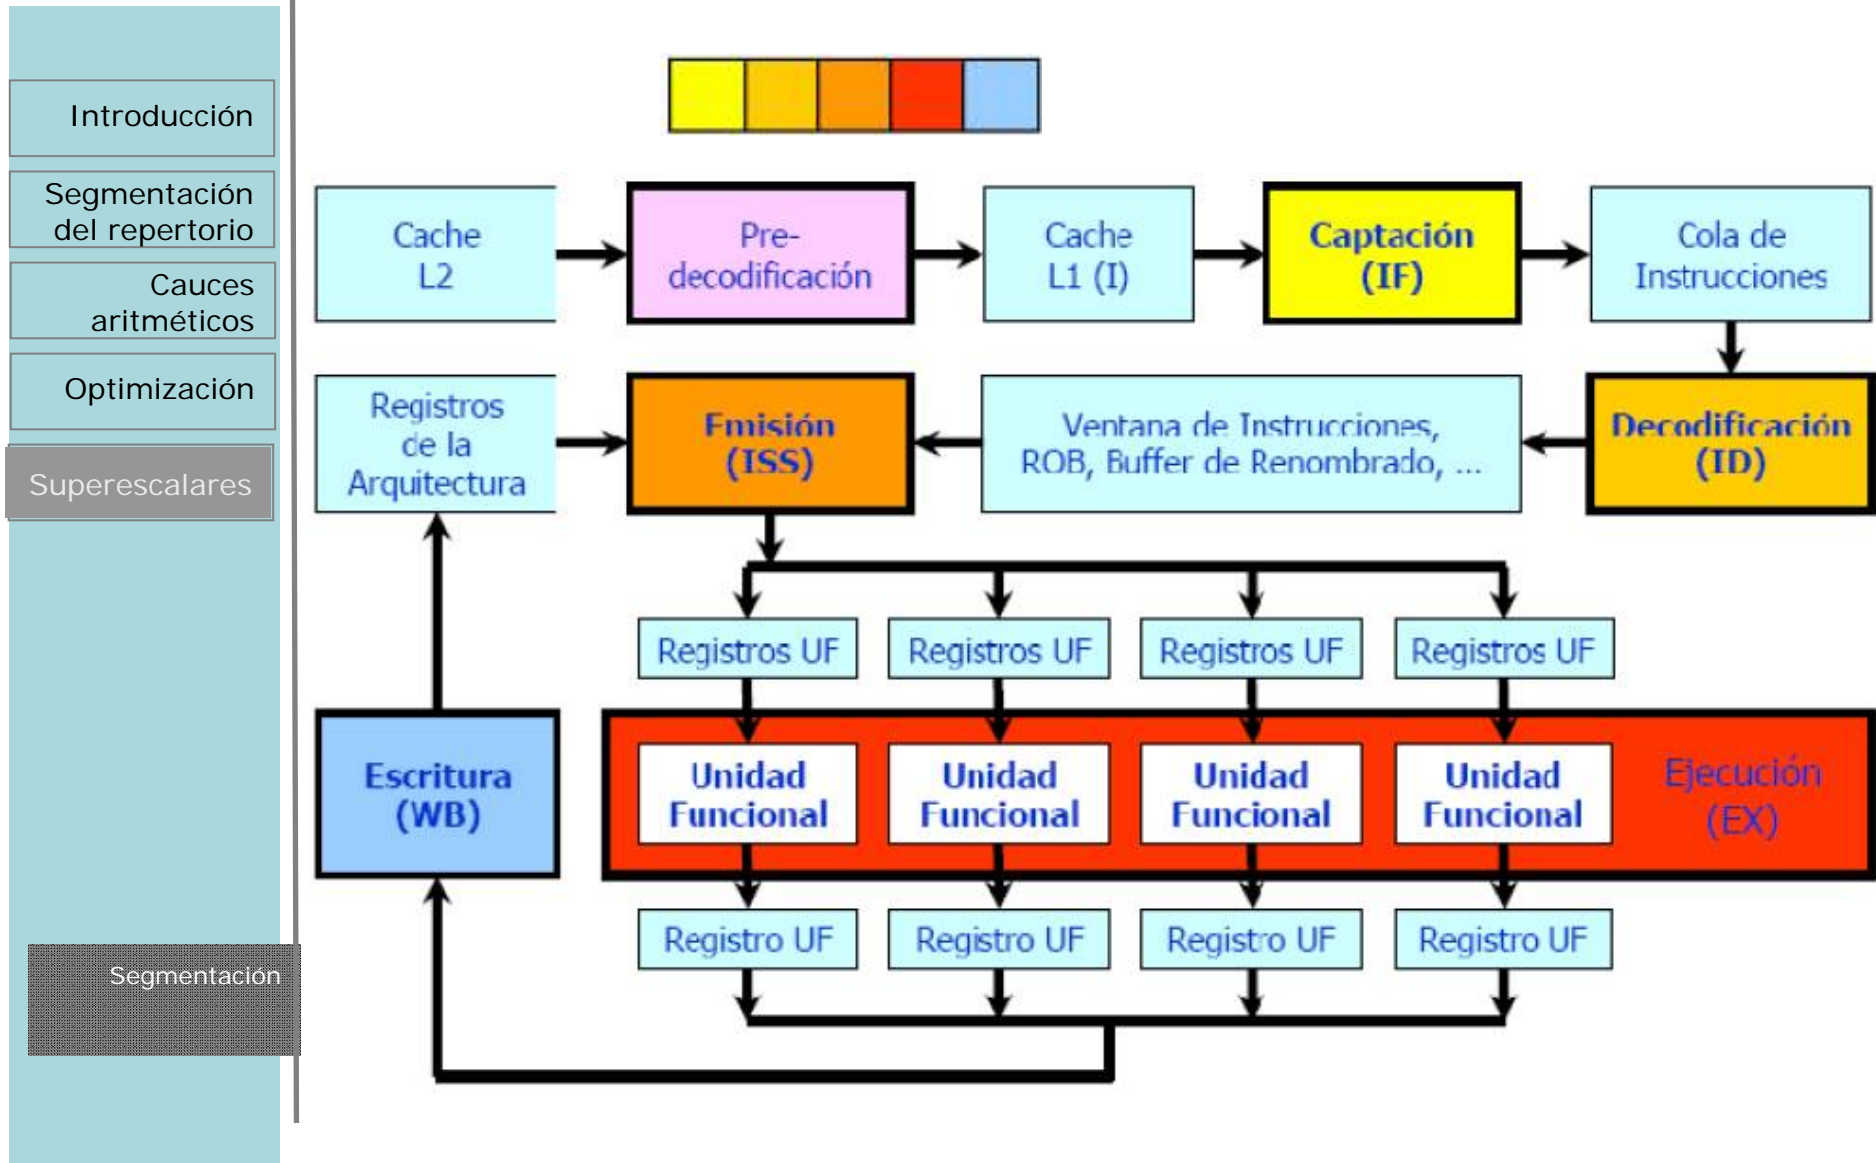 Introducción
Segmentación
del repertorio
Cauces
aritméticos
Optimización
Superescalares
Segmentación
Cache
L2
Pre-
decodificación
Cache
L1 (I)
Captación
(IF)
Cola de
Instrucciones
Registros
de la
Arquitectura
Emisión
(ISS)
Ventana de Instrucciones,
ROB, Buffer de Renombrado, ...
Decodificación
(ID)
Registros UF
Registros UF
Registros UF
Registros UF
Escritura
(WB)
Unidad
Funcional
Unidad
Funcional
Unidad
Funcional
Unidad
Funcional
Ejecución
(EX)
Registro UF
Registro UF
Registro UF
Registro UF